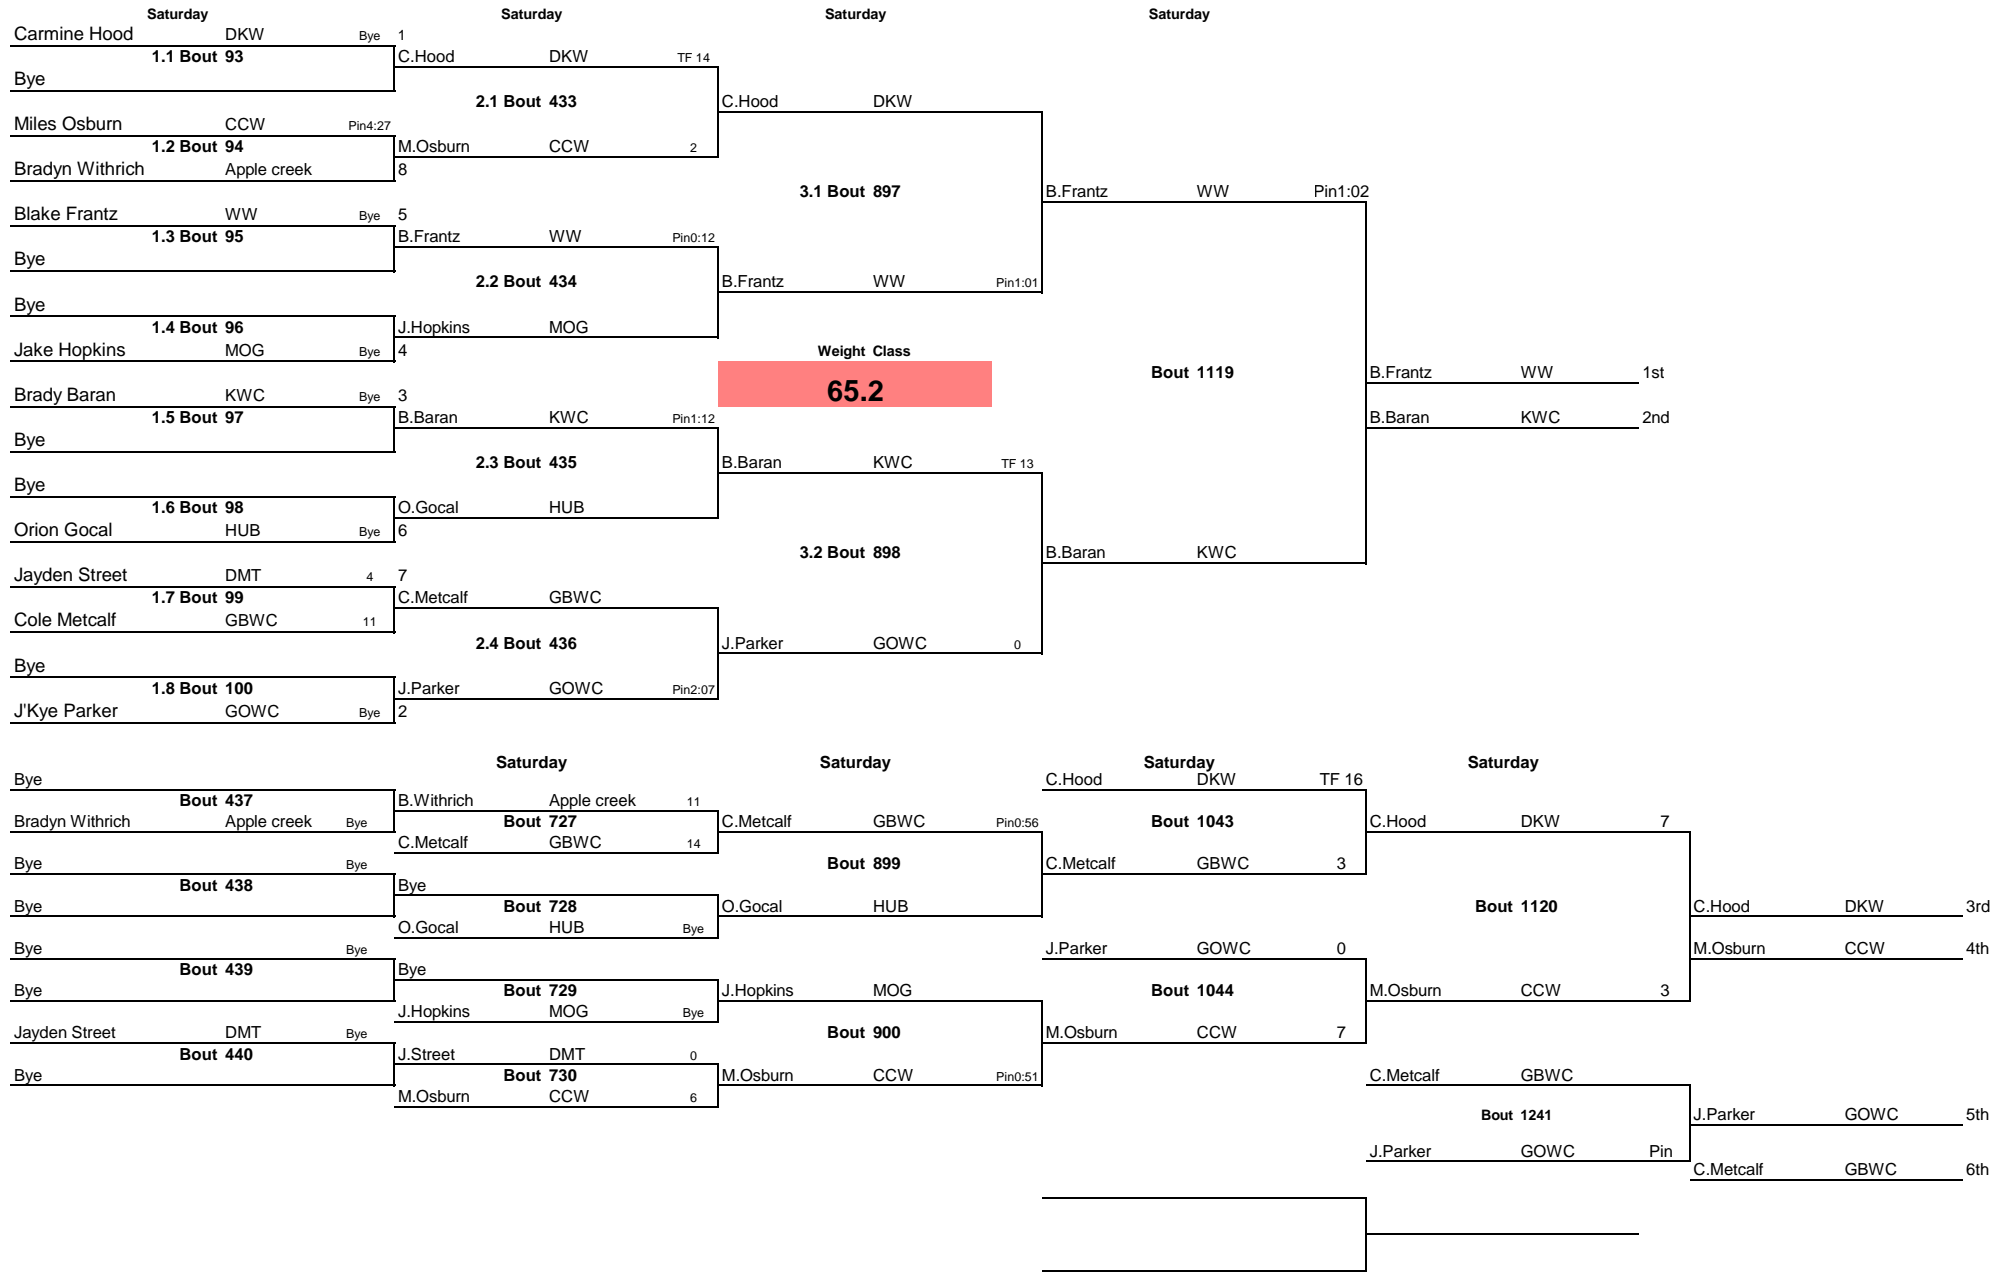 Saturday Saturday Saturday Saturday
Carmine Hood DKW Bye 1
1.1 Bout 93 C.Hood DKW TF 14
Bye
2.1 Bout 433 C.Hood DKW
Miles Osburn CCW Pin4:27
1.2 Bout 94 M.Osburn CCW 2
Bradyn Withrich Apple creek 8
3.1 Bout 897 B.Frantz WW Pin1:02
Blake Frantz WW Bye 5
1.3 Bout 95 B.Frantz WW Pin0:12
Bye
2.2 Bout 434 B.Frantz WW Pin1:01
Bye
1.4 Bout 96 J.Hopkins MOG
Jake Hopkins MOG Bye 4 Weight Class
Bout 1119 B.Frantz WW 1st
Brady Baran KWC Bye 3 65.2
1.5 Bout 97 B.Baran KWC Pin1:12 B.Baran KWC 2nd
Bye
2.3 Bout 435 B.Baran KWC TF 13
Bye
1.6 Bout 98 O.Gocal HUB
Orion Gocal HUB Bye 6
3.2 Bout 898 B.Baran KWC
Jayden Street DMT 4 7
1.7 Bout 99 C.Metcalf GBWC
Cole Metcalf GBWC 11
2.4 Bout 436 J.Parker GOWC 0
Bye
1.8 Bout 100 J.Parker GOWC Pin2:07
J'Kye Parker GOWC Bye 2
Saturday Saturday Saturday Saturday
Bye C.Hood DKW TF 16
Bout 437 B.Withrich Apple creek 11
Bradyn Withrich Apple creek Bye Bout 727 C.Metcalf GBWC Pin0:56 Bout 1043 C.Hood DKW 7
C.Metcalf GBWC 14
Bye Bye Bout 899 C.Metcalf GBWC 3
Bout 438 Bye
Bye Bout 728 O.Gocal HUB Bout 1120 C.Hood DKW 3rd
O.Gocal HUB Bye
Bye Bye J.Parker GOWC 0 M.Osburn CCW 4th
Bout 439 Bye
Bye Bout 729 J.Hopkins MOG Bout 1044 M.Osburn CCW 3
J.Hopkins MOG Bye
Jayden Street DMT Bye Bout 900 M.Osburn CCW 7
Bout 440 J.Street DMT 0
Bye Bout 730 M.Osburn CCW Pin0:51 C.Metcalf GBWC
M.Osburn CCW 6
Bout 1241 J.Parker GOWC 5th
J.Parker GOWC Pin
C.Metcalf GBWC 6th